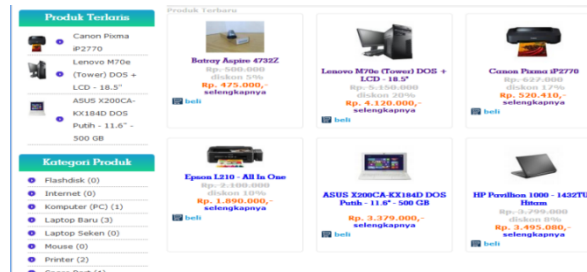 Produk Terlaris
Canon Pixma
iP2770
Lenovo M70e
(Tower) DOS +
LCD - 18.5"
ASUS X200CA-
KX184D DOS
Putih - 11.6" -
500 GB
Kategori Produk
Flashdisk (0)
Internet (0)
Komputer (PC) (1)
Laptop Baru (3)
Laptop Seken (0)
Mouse (0)
Printer (2)
Spare Part (1)
Produk Terbaru
Batray Aspire 4732Z
Rp. 500.000
diskon 5%
Rp. 475.000,-
selengkapnya
beli
Lenovo M70e (Tower) DOS +
LCD - 18.5"
Rp. 5.150.000
diskon 20%
Rp. 4.120.000,-
selengkapnya
beli
Canon Pixma iP2770
Rp. 627.000
diskon 17%
Rp. 520.410,-
selengkapnya
beli
Epson L210 - All In One
Rp. 2.100.000
diskon 10%
Rp. 1.890.000,-
selengkapnya
beli
ASUS X200CA-KX184D DOS
Putih - 11.6" - 500 GB
Rp. 3.379.000,-
selengkapnya
beli
HP Pavillion 1000 - 1432TU
Hitam
Rp. 3.799.000
diskon 8%
Rp. 3.495.080,-
selengkapnya
beli